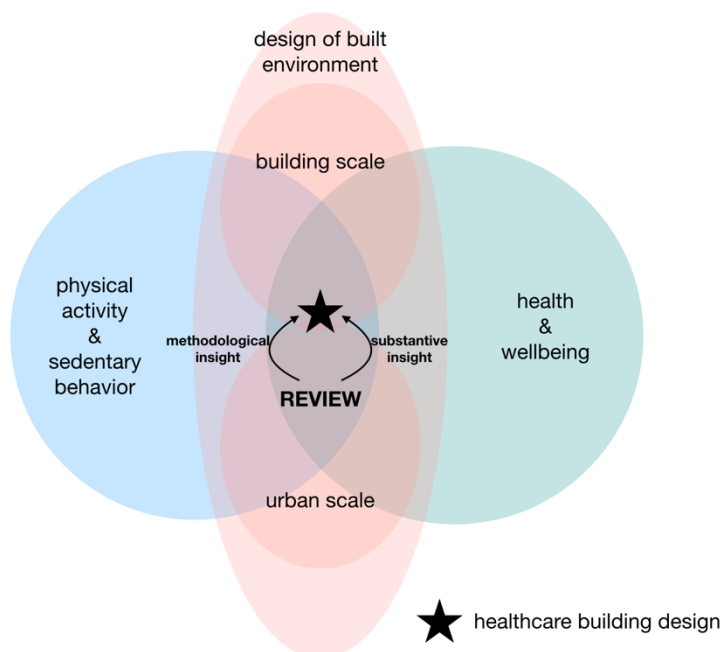 design of built
environment
building scale
physical
activity
&
sedentary
behavior
health
&
wellbeing
methodological
insight
substantive
insight
REVIEW
urban scale
healthcare building design